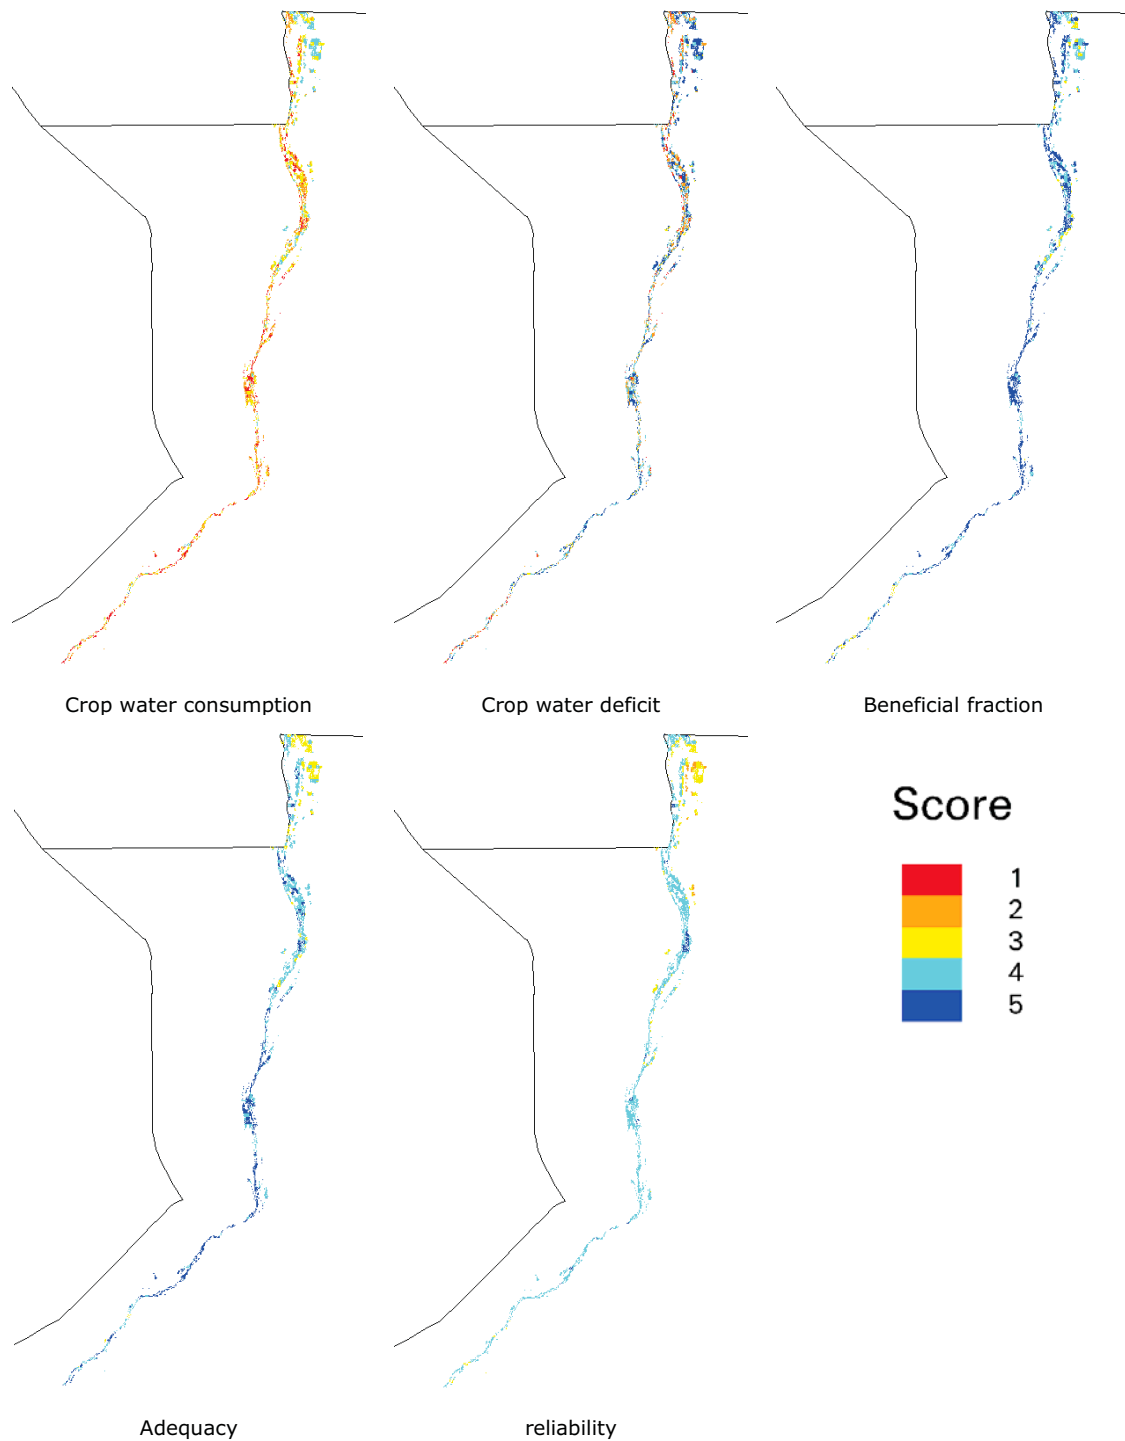 Crop water consumption
Crop water deficit
Beneficial fraction
Score
1
2
3
4
5
Adequacy
reliability